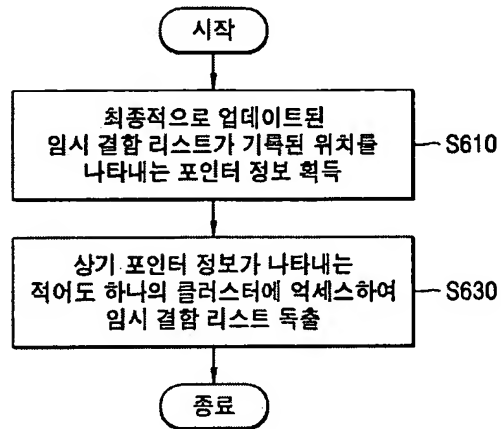 시작
최종적으로 업데이트된
임시 결함 리스트가 기록된 위치를
나타내는 포인터 정보 획득
S610
상기 포인터 정보가 나타내는
적어도 하나의 클러스터에 억세스하여
임시 결함 리스트 독출
S630
종료